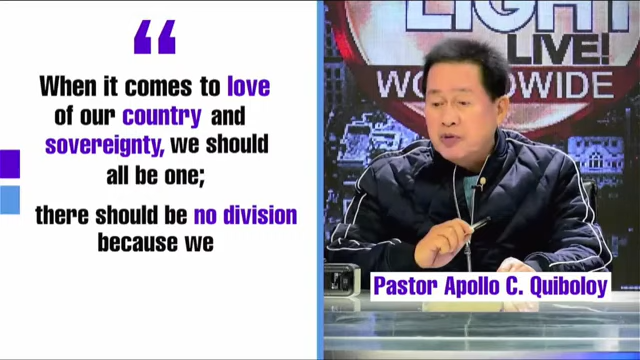 When it comes to love
of our country and
sovereignty, we should
all be one;
there should be no division
because we
LIGHT
LIVE!
WORLDWIDE
Pastor Apollo C. Quiboloy